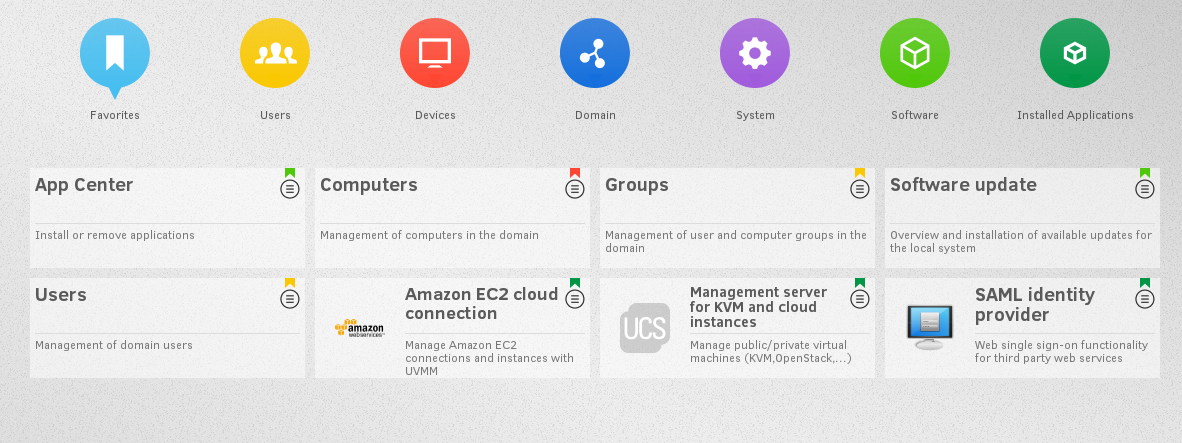 Favorites
Users
Devices
Domain
System
Software
Installed Applications
App Center
Install or remove applications
Computers
Management of computers in the domain
Groups
Management of user and computer groups in the
domain
Software update
Overview and installation of available updates for
the local system
Users
Management of domain users
amazon
web services™
Amazon EC2 cloud
connection
Manage Amazon EC2
connections and instances with
UVMM
UCS
Management server
for KVM and cloud
instances
Manage public/private virtual
machines (KVM,OpenStack,...)
SAML identity
provider
Web single sign-on functionality
for third party web services